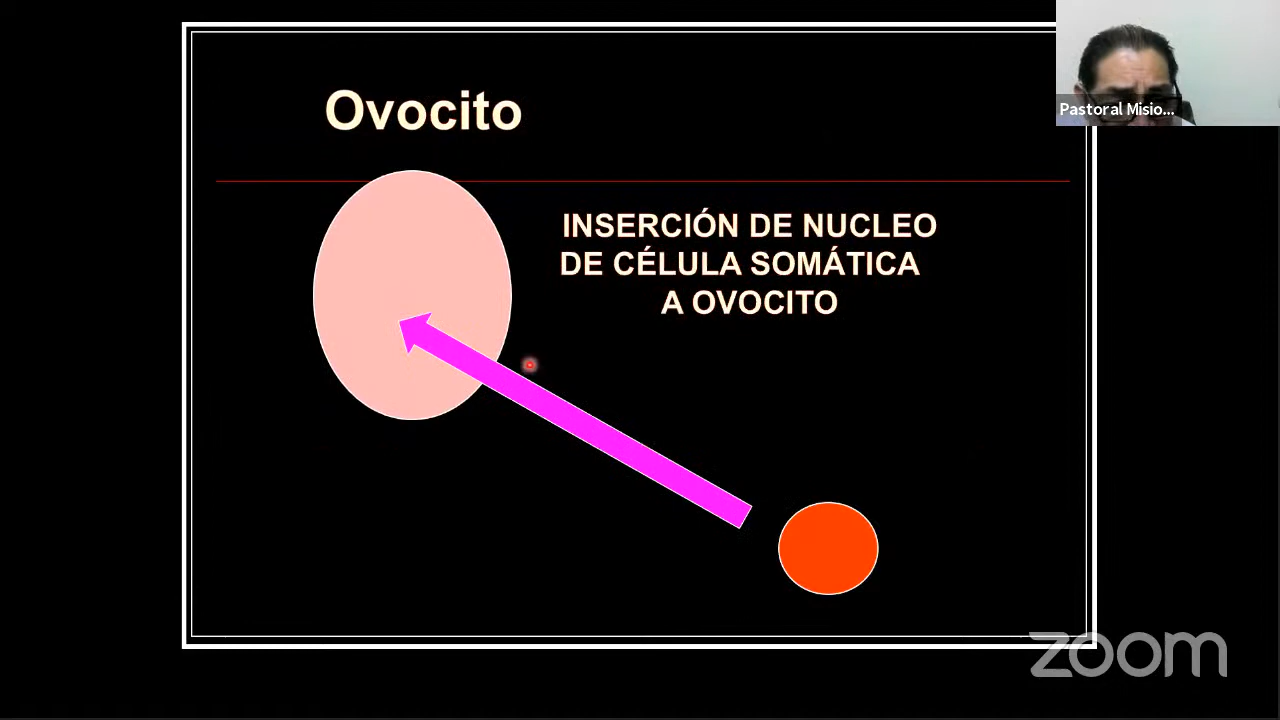 Ovocito
Pastoral Misio...
INSERCIÓN DE NUCLEO
DE CÉLULA SOMÁTICA
A OVOCITO
zoom